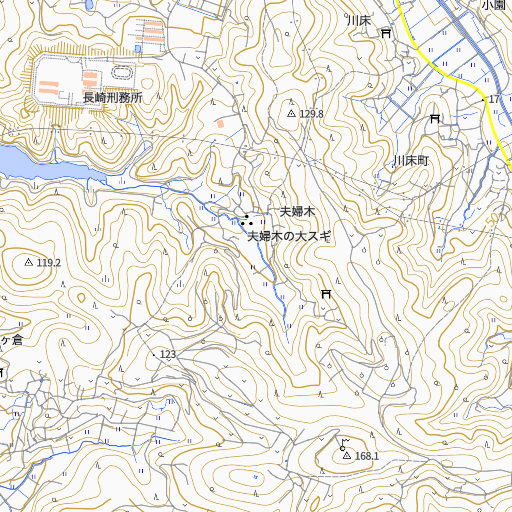 小園
川床
長崎刑務所
17
129.8
川床町
夫婦木
夫婦木の大スギ
119.2
ヶ倉
123
168.1